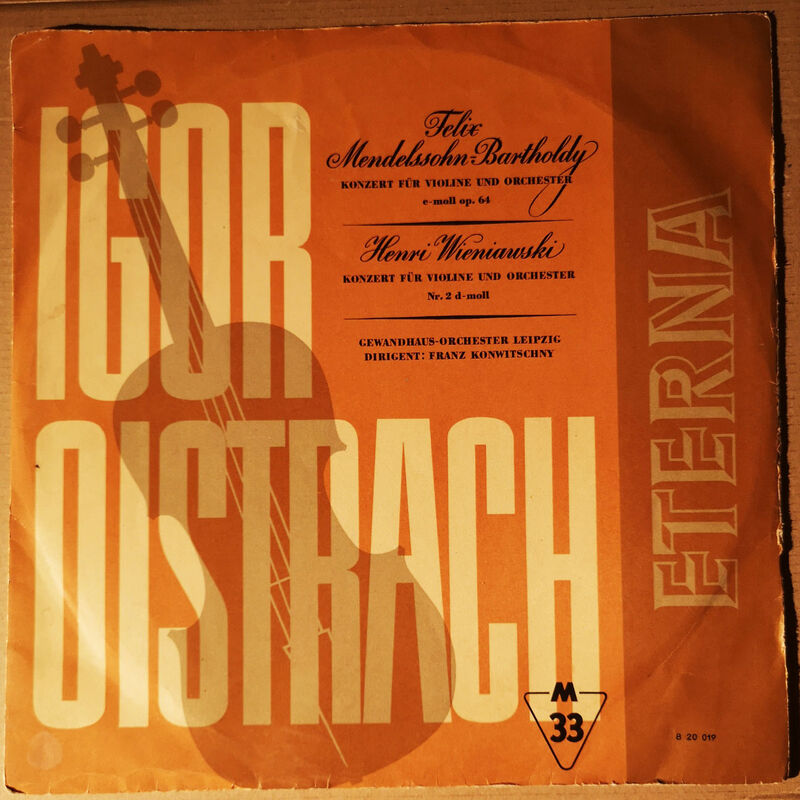 IGOR
OISTRACH
Felix
Mendelssohn-Bartholdy
KONZERT FÜR VIOLINE UND ORCHESTER
e-moll op. 64
Henri Wieniawski
KONZERT FÜR VIOLINE UND ORCHESTER
Nr. 2 d-moll
GEWANDHAUS-ORCHESTER LEIPZIG
DIRIGENT: FRANZ KONWITSCHNY
ETERNA
M
33
8 20 019